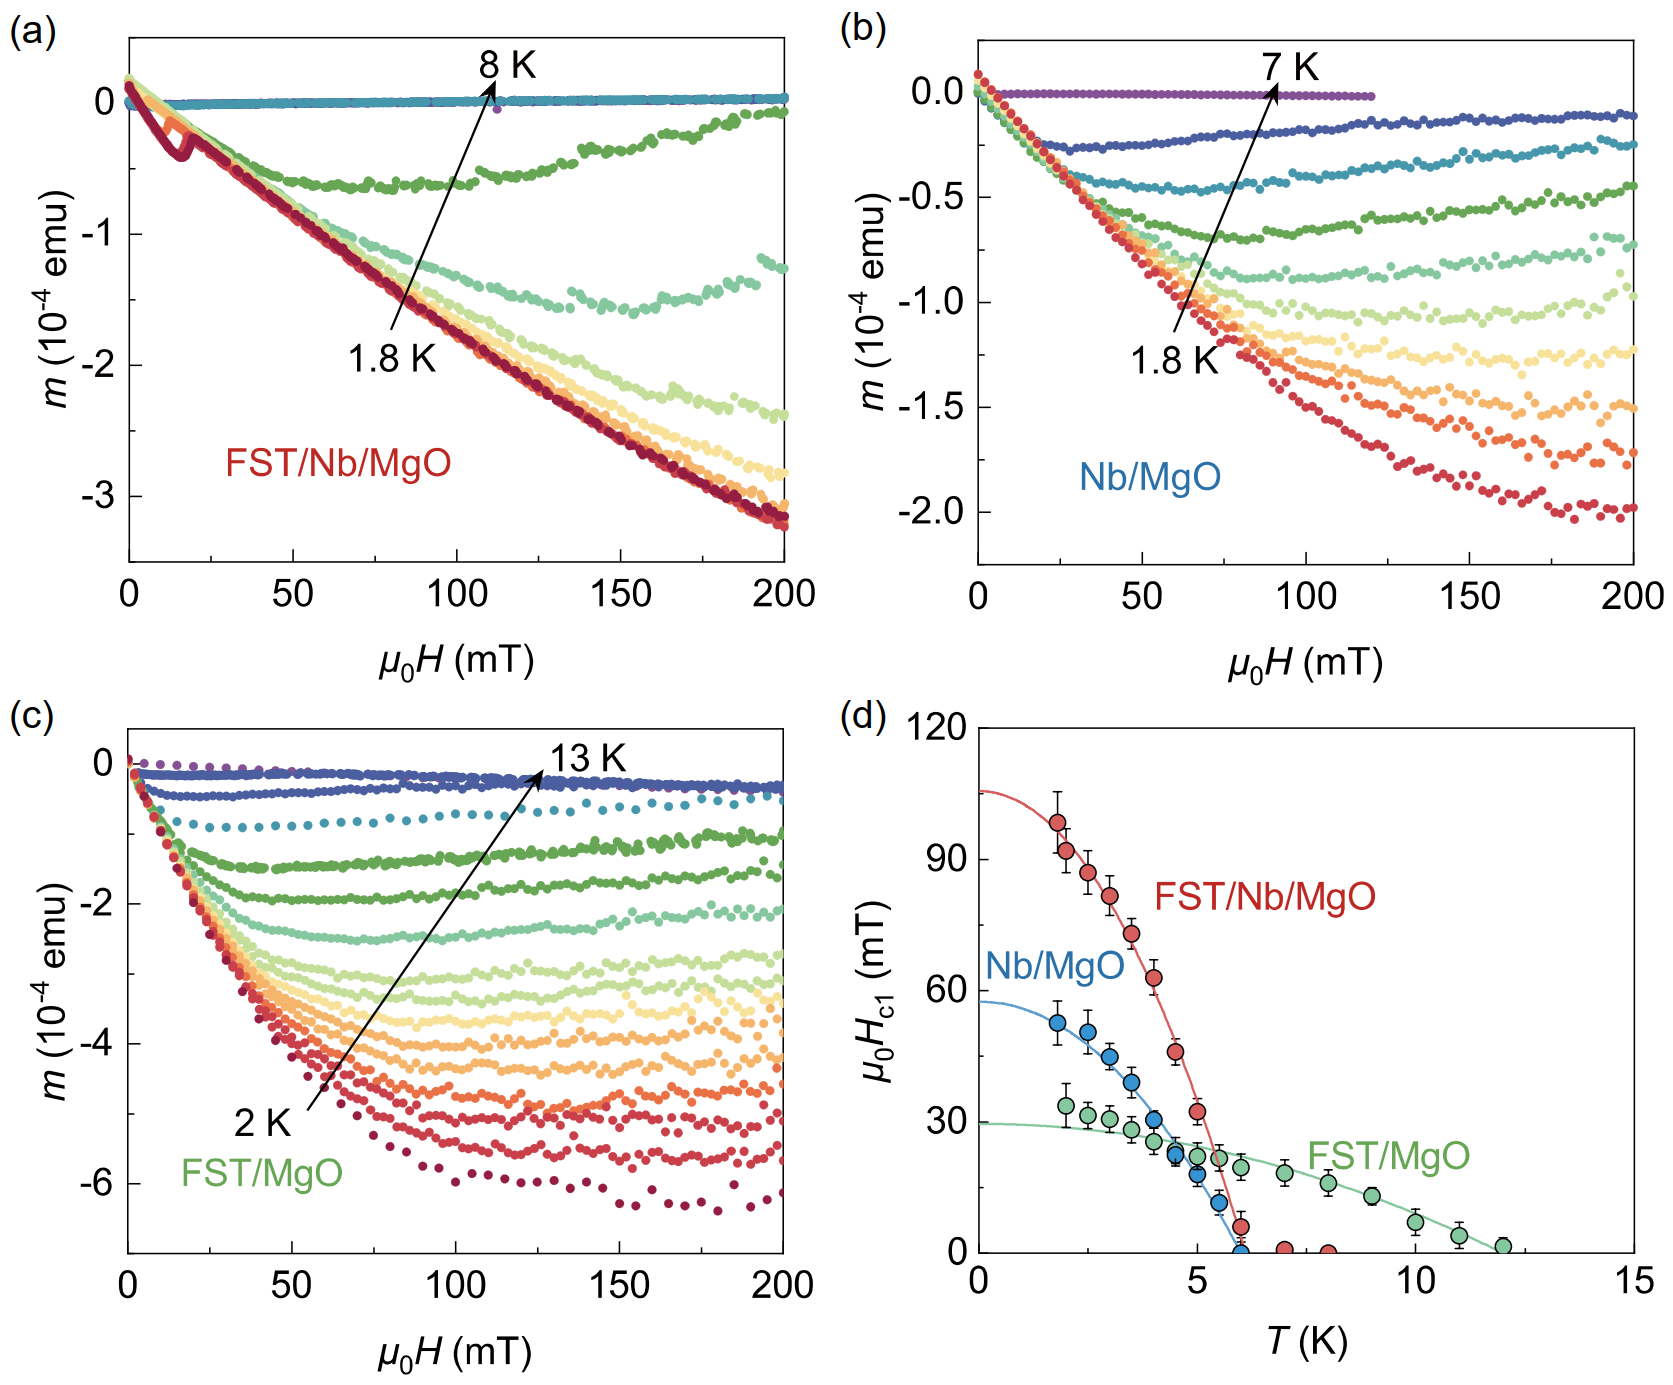 (a)
8 K
0
-1
-2
-3
1.8 K
FST/Nb/MgO
m (10-4 emu)
0 50 100 150 200
μ0H (mT)
(b)
7 K
0.0
-0.5
-1.0
-1.5
-2.0
1.8 K
Nb/MgO
m (10-4 emu)
0 50 100 150 200
μ0H (mT)
(c)
13 K
0
-2
-4
-6
2 K
FST/MgO
m (10-4 emu)
0 50 100 150 200
μ0H (mT)
(d)
120
90
60
30
0
FST/Nb/MgO
Nb/MgO
FST/MgO
μ0Hc1 (mT)
0 5 10 15
T (K)